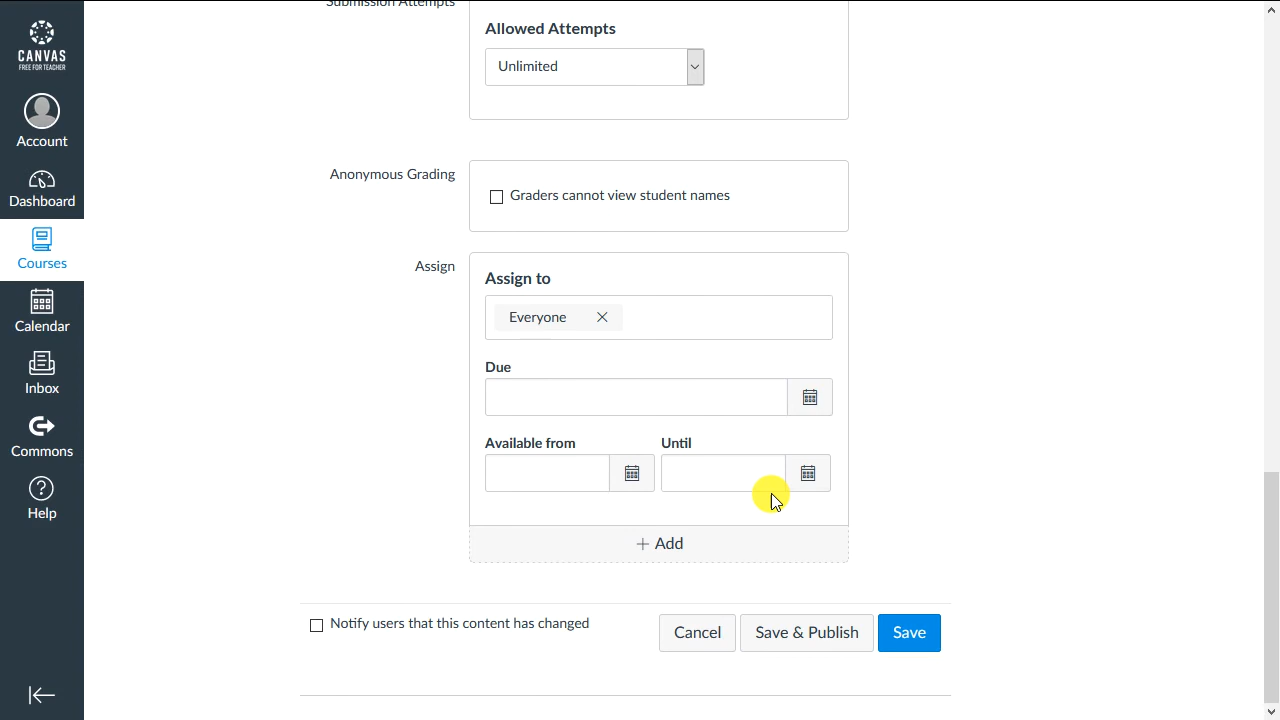 CANVAS
FREE FOR TEACHER
Account
Dashboard
Courses
Calendar
Inbox
Commons
Help
Submission Attempts
Allowed Attempts
Unlimited
Anonymous Grading
Graders cannot view student names
Assign
Assign to
Everyone
Due
Available from
Until
+ Add
Notify users that this content has changed
Cancel
Save & Publish
Save